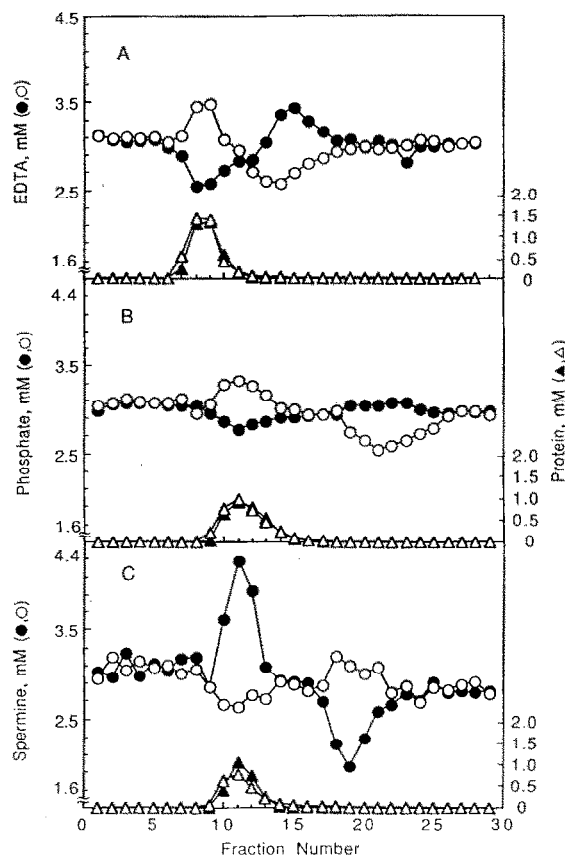 4.5
A
3.5
EDTA, mM (●,○)
2.5
2.0
1.5
1.0
0.5
1.6
0
4.4
B
3.5
Phosphate, mM (●,○)
Protein, mM (▲,△)
2.5
2.0
1.0
0.5
1.6
0
4.4
C
3.5
Spermine, mM (●,○)
2.5
2.0
1.5
1.0
0.5
1.6
0
0 5 10 15 20 25 30
Fraction Number